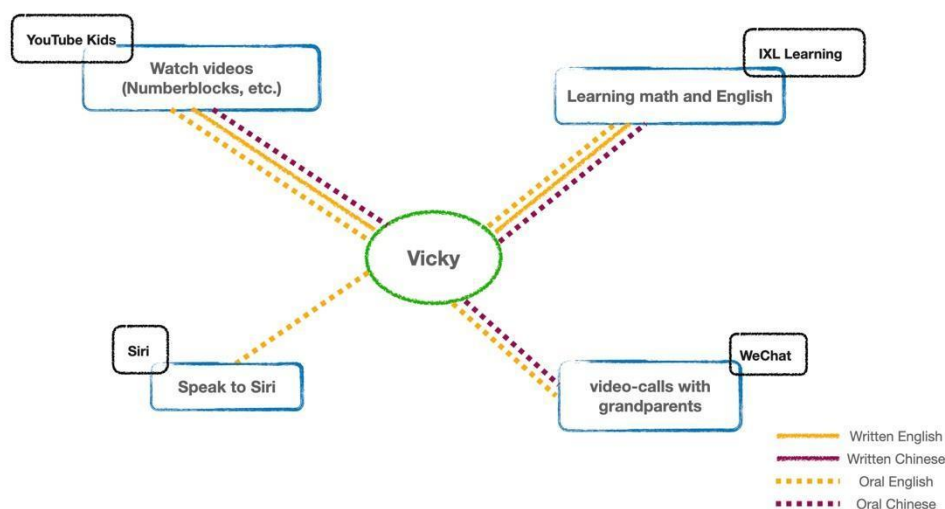 YouTube Kids
Watch videos
(Numberblocks, etc.)
IXL Learning
Learning math and English
Vicky
Siri
Speak to Siri
WeChat
video-calls with
grandparents
Written English
Written Chinese
Oral English
Oral Chinese